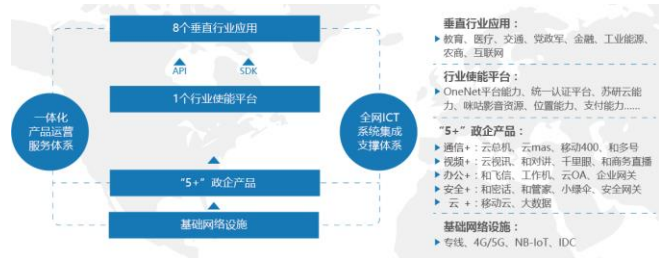 8个垂直行业应用
API
SDK
1个行业使能平台
一体化
产品运营
服务体系
全网ICT
系统集成
支撑体系
“5+”政企产品
基础网络设施
垂直行业应用：
教育、医疗、交通、党政军、金融、工业能源、
农商、互联网
行业使能平台：
OneNet平台能力、统一认证平台、苏研云能
力、咪咕影音资源、位置能力、支付能力......
“5+”政企产品：
通信+：云总机、云mas、移动400、和多号
视频+：云视讯、和对讲、千里眼、和商务直播
办公+：和飞信、工作机、云OA、企业网关
安全+：和密话、和管家、小绿伞、安全网关
云 +：移动云、大数据
基础网络设施：
专线、4G/5G、NB-IoT、IDC